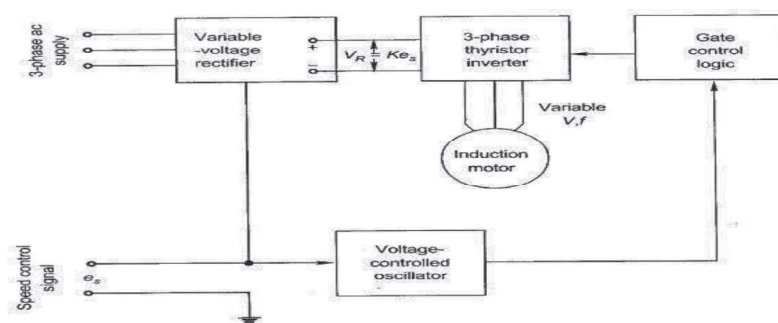 3-phase ac
supply
Variable
-voltage
rectifier
+
−
V_R = Ke_s
3-phase
thyristor
inverter
Gate
control
logic
Variable
V,f
Induction
motor
Speed control
signal
e_s
Voltage-
controlled
oscillator